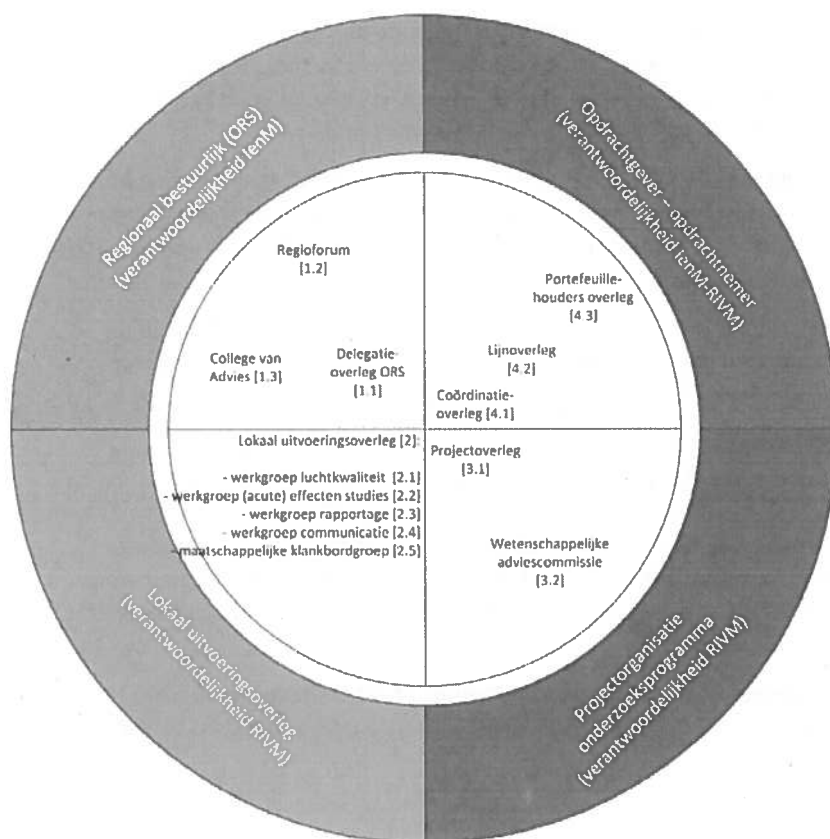 Regionaal bestuurlijk (ORS)
(verantwoordelijkheid IenM)
Opdrachtgever – opdrachtnemer
(verantwoordelijkheid IenM-RIVM)
Regioforum
[1.2]
College van
Advies [1.3]
Delegatie-
overleg ORS
[1.1]
Portefeuille-
houders overleg
[4.3]
Lijnoverleg
[4.2]
Coördinatie-
overleg [4.1]
Lokaal uitvoeringsoverleg [2]:
- werkgroep luchtkwaliteit [2.1]
- werkgroep (acute) effecten studies [2.2]
- werkgroep rapportage [2.3]
- werkgroep communicatie [2.4]
- maatschappelijke klankbordgroep [2.5]
Projectoverleg
[3.1]
Wetenschappelijke
adviescommissie
[3.2]
Lokaal uitvoeringsoverleg
(verantwoordelijkheid RIVM)
Projectorganisatie
onderzoeksprogramma
(verantwoordelijkheid RIVM)